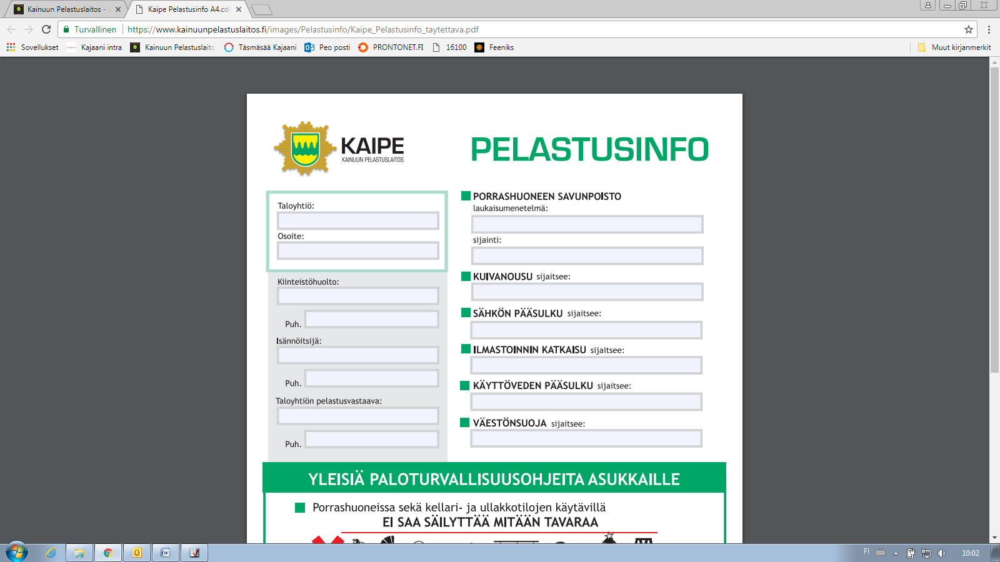 Kainuun Pelastuslaitos -
Kaipe Pelastusinfo A4.cd
Turvallinen
https://www.kainuunpelastuslaitos.fi/images/Pelastusinfo/Kaipe_Pelastusinfo_taytettava.pdf
Sovellukset
Kajaani intra
Kainuun Pelastuslaito
Täsmäsää Kajaani
Peo posti
PRONTONET.FI
16100
Feeniks
Muut kirjanmerkit
KAIPE
KAINUUN PELASTUSLAITOS
PELASTUSINFO
Taloyhtiö:
Osoite:
Kiinteistöhuolto:
Puh.
Isännöitsijä:
Puh.
Taloyhtiön pelastusvastaava:
Puh.
PORRASHUONEEN SAVUNPOISTO
laukaisumenetelmä:
sijainti:
KUIVANOUSU sijaitsee:
SÄHKÖN PÄÄSULKU sijaitsee:
ILMASTOINNIN KATKAISU sijaitsee:
KÄYTTÖVEDEN PÄÄSULKU sijaitsee:
VÄESTÖNSUOJA sijaitsee:
YLEISIÄ PALOTURVALLISUUSOHJEITA ASUKKAILLE
Porrashuoneissa sekä kellari- ja ullakkotilojen käytävillä
EI SAA SÄILYTTÄÄ MITÄÄN TAVARAA
FI
10:02